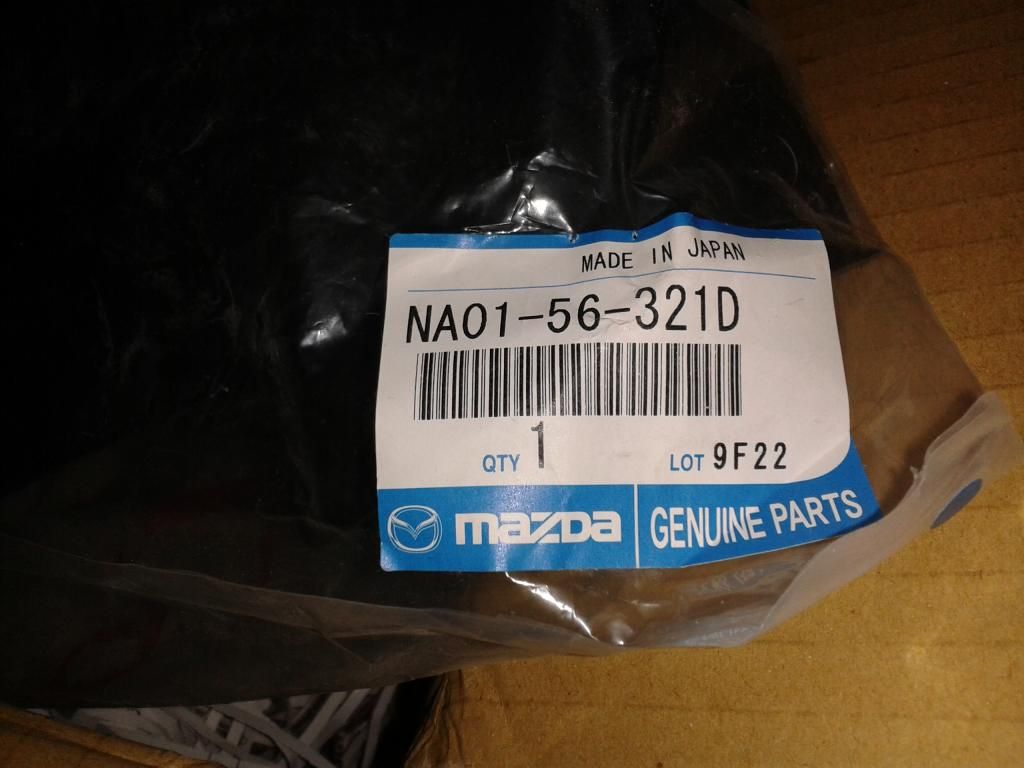 MADE IN JAPAN
NA01-56-321D
QTY 1 LOT 9F22
mazda GENUINE PARTS